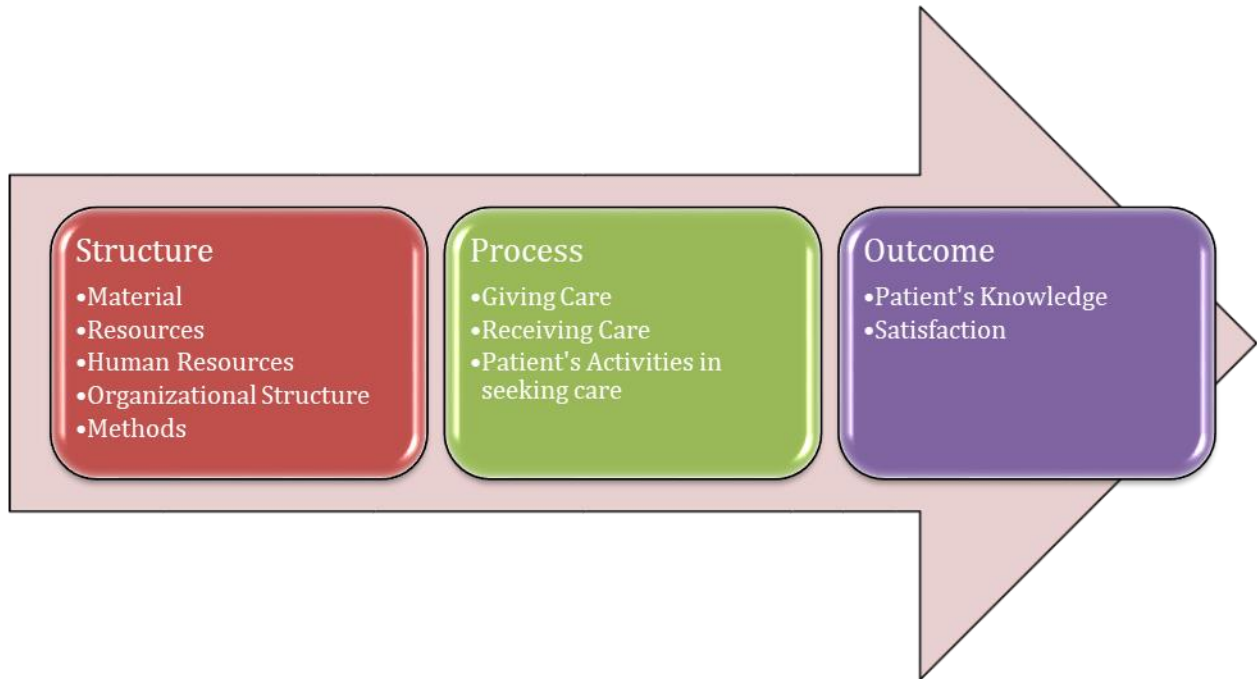 Structure
•Material
•Resources
•Human Resources
•Organizational Structure
•Methods
Process
•Giving Care
•Receiving Care
•Patient's Activities in
seeking care
Outcome
•Patient's Knowledge
•Satisfaction